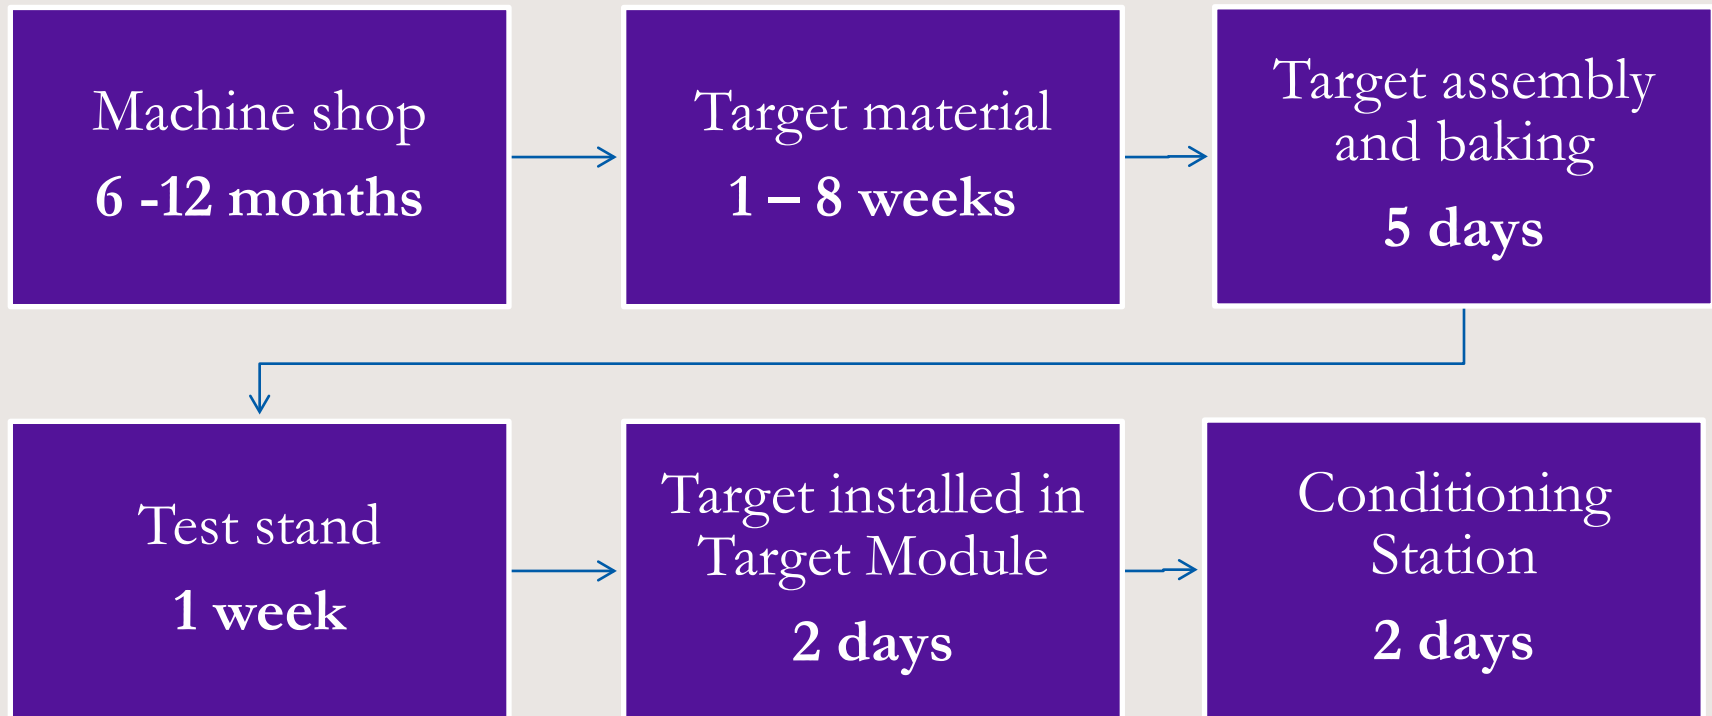 Machine shop
6 -12 months
Target material
1 – 8 weeks
Target assembly
and baking
5 days
Test stand
1 week
Target installed in
Target Module
2 days
Conditioning
Station
2 days